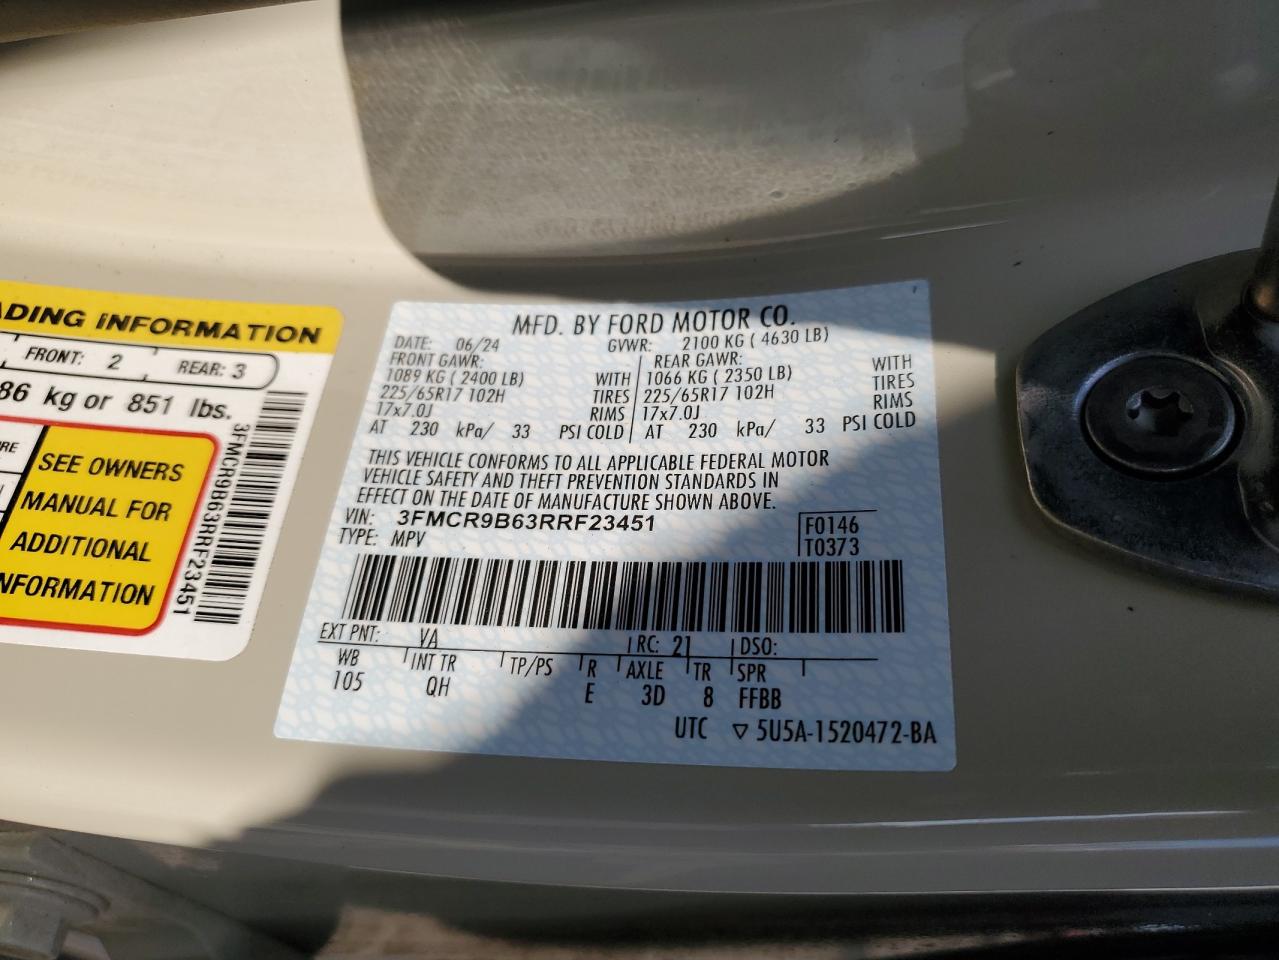 ADING INFORMATION
FRONT: 2 REAR: 3
86 kg or 851 lbs.
SEE OWNERS
MANUAL FOR
ADDITIONAL
INFORMATION
3FMCR9B63RRF23451
MFD. BY FORD MOTOR CO.
DATE: 06/24 GVWR: 2100 KG ( 4630 LB)
FRONT GAWR: REAR GAWR:
1089 KG ( 2400 LB) WITH 1066 KG ( 2350 LB) WITH
225/65R17 102H TIRES 225/65R17 102H TIRES
17x7.0J RIMS 17x7.0J RIMS
AT 230 kPa/ 33 PSI COLD AT 230 kPa/ 33 PSI COLD
THIS VEHICLE CONFORMS TO ALL APPLICABLE FEDERAL MOTOR
VEHICLE SAFETY AND THEFT PREVENTION STANDARDS IN
EFFECT ON THE DATE OF MANUFACTURE SHOWN ABOVE.
VIN: 3FMCR9B63RRF23451 F0146
TYPE: MPV T0373
EXT PNT: VA RC: 21 DSO:
WB INT TR TP/PS R AXLE TR SPR
105 QH E 3D 8 FFBB
UTC ▽ 5U5A-1520472-BA